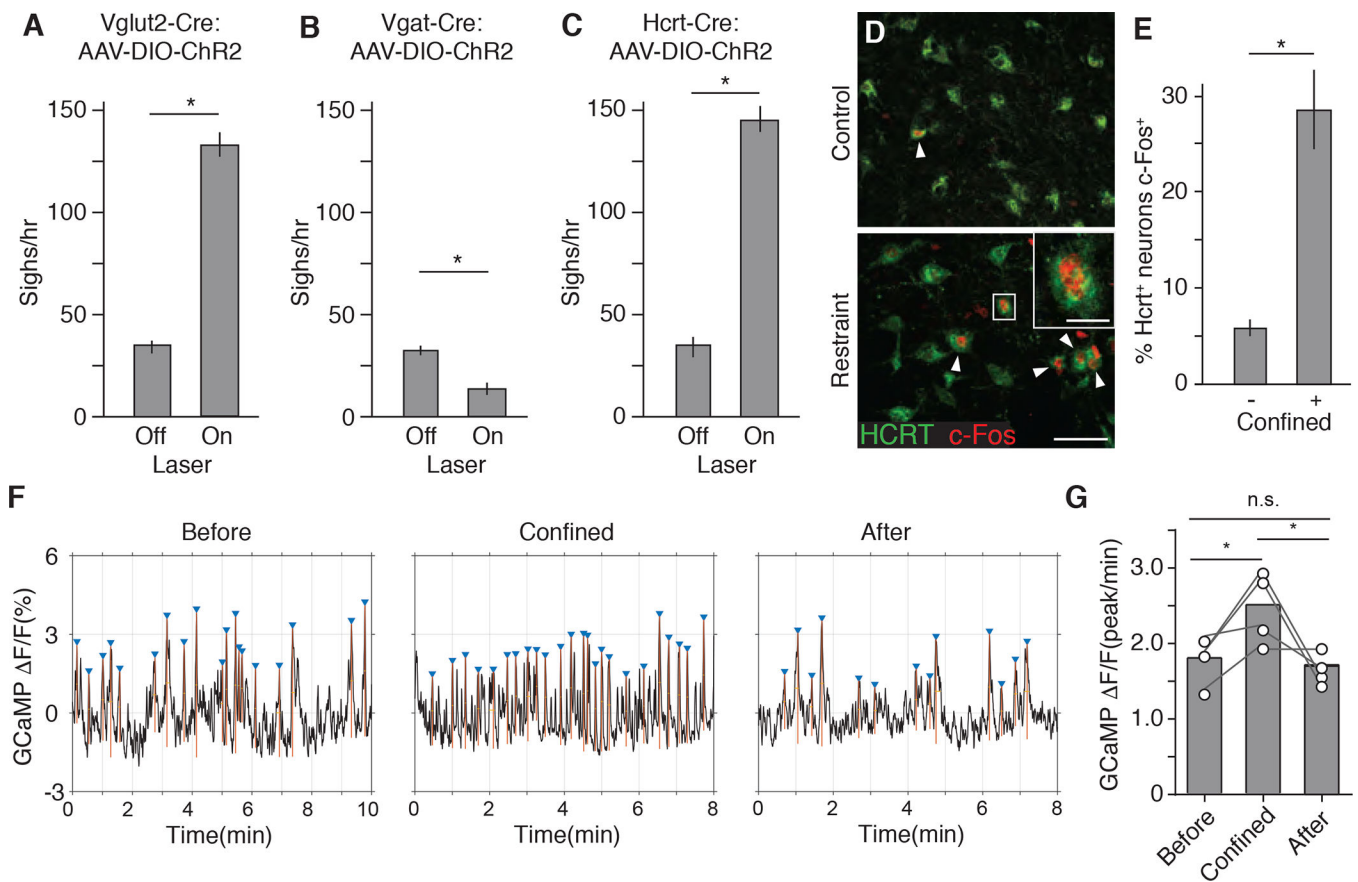 A
Vglut2-Cre:
AAV-DIO-ChR2
150
100
50
0
Sighs/hr
*
Off
On
Laser
B
Vgat-Cre:
AAV-DIO-ChR2
150
100
50
0
Sighs/hr
*
Off
On
Laser
C
Hcrt-Cre:
AAV-DIO-ChR2
150
100
50
0
Sighs/hr
*
Off
On
Laser
D
Control
Restraint
HCRT c-Fos
E
*
% Hcrt+ neurons c-Fos+
30
20
10
0
- +
Confined
F
Before
Confined
After
GCaMP ΔF/F(%)
6
3
0
-3
0 2 4 6 8 10
Time(min)
0 2 4 6 8
Time(min)
0 2 4 6 8
Time(min)
G
n.s.
*
*
GCaMP ΔF/F(peak/min)
3.0
2.0
1.0
0
Before
Confined
After